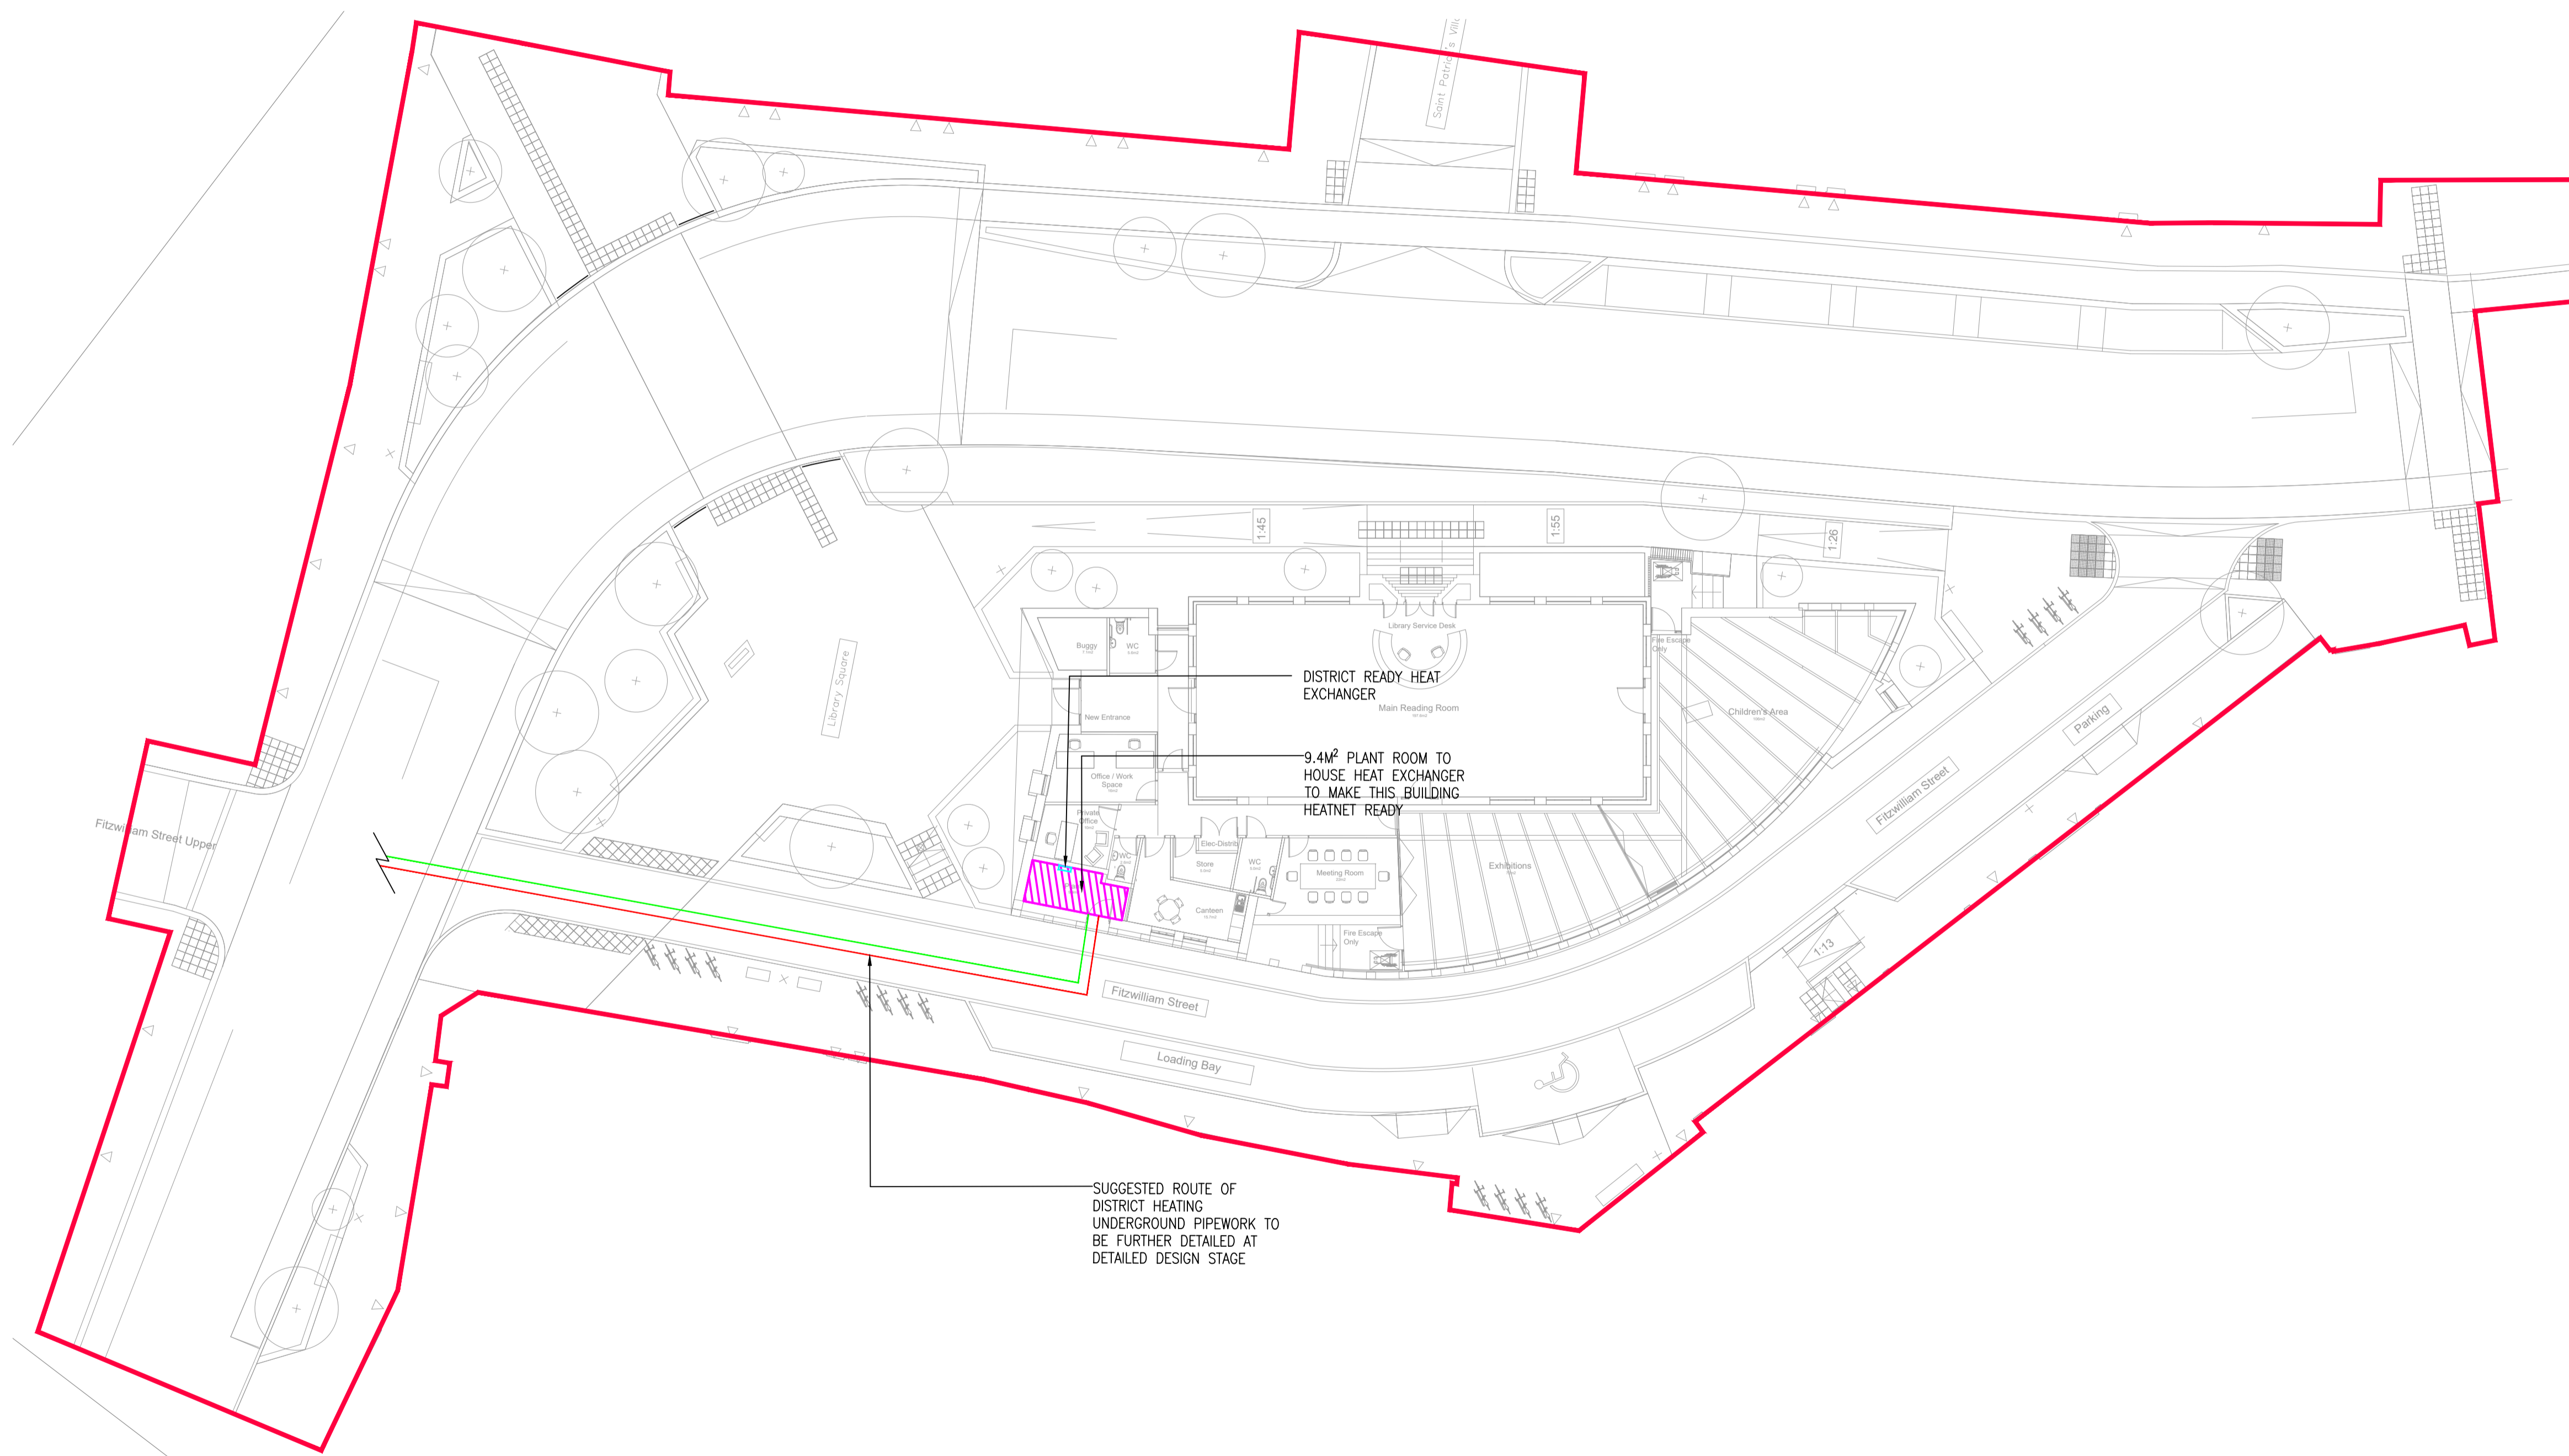 Saint Patrick's
1:45
1:55
1:26
Library Service Desk
Buggy
WC
Fire Escape
Only
Library Square
DISTRICT READY HEAT
EXCHANGER
Main Reading Room
New Entrance
Children's Area
Parking
9.4M² PLANT ROOM TO
HOUSE HEAT EXCHANGER
TO MAKE THIS BUILDING
HEATNET READY
Office / Work
Space
Fitzwilliam Street
Private
Office
Fitzwilliam Street Upper
Elec-Distrib
WC
Store
WC
Meeting Room
Exhibitions
Canteen
Fire Escape
Only
1:13
Fitzwilliam Street
Loading Bay
SUGGESTED ROUTE OF
DISTRICT HEATING
UNDERGROUND PIPEWORK TO
BE FURTHER DETAILED AT
DETAILED DESIGN STAGE